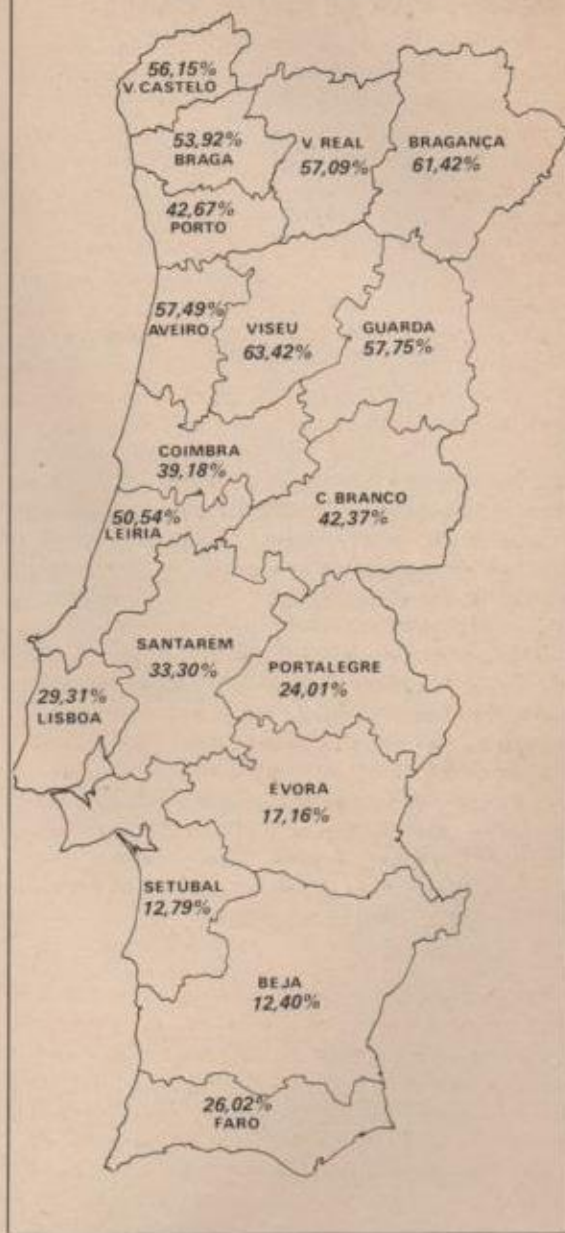 56,15%
V. CASTELO
53,92%
BRAGA
V. REAL
57,09%
BRAGANÇA
61,42%
42,67%
PORTO
57,49%
AVEIRO
VISEU
63,42%
GUARDA
57,75%
COIMBRA
39,18%
C. BRANCO
42,37%
50,54%
LEIRIA
SANTAREM
33,30%
PORTALEGRE
24,01%
29,31%
LISBOA
EVORA
17,16%
SETUBAL
12,79%
BEJA
12,40%
26,02%
FARO